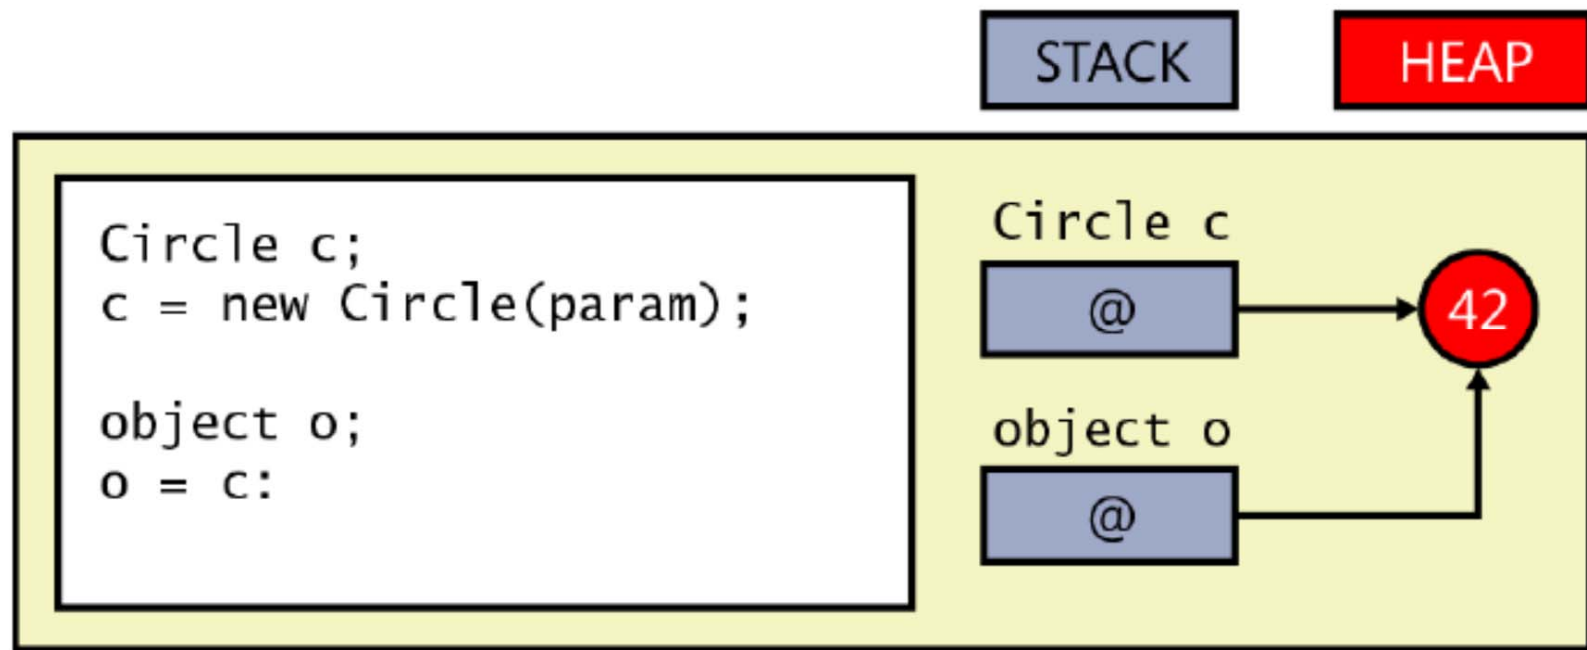 STACK HEAP
Circle c;
c = new Circle(param);
object o;
o = c:
Circle c
@
42
object o
@